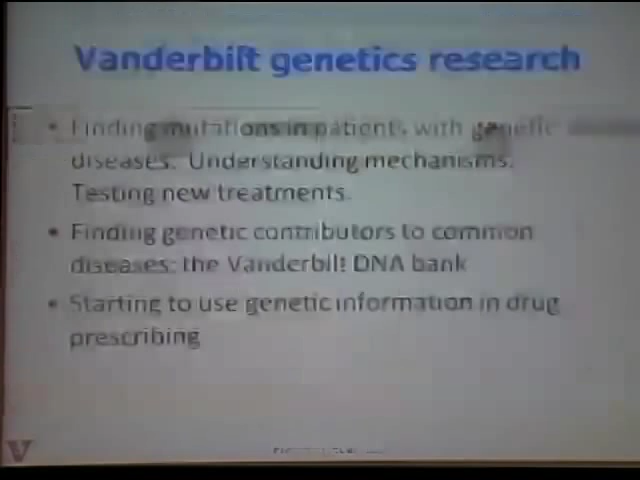 Vanderbilt genetics research
• Finding mutations in patients with genetic
diseases. Understanding mechanisms.
Testing new treatments.
• Finding genetic contributors to common
diseases: the Vanderbilt DNA bank
• Starting to use genetic information in drug
prescribing
V